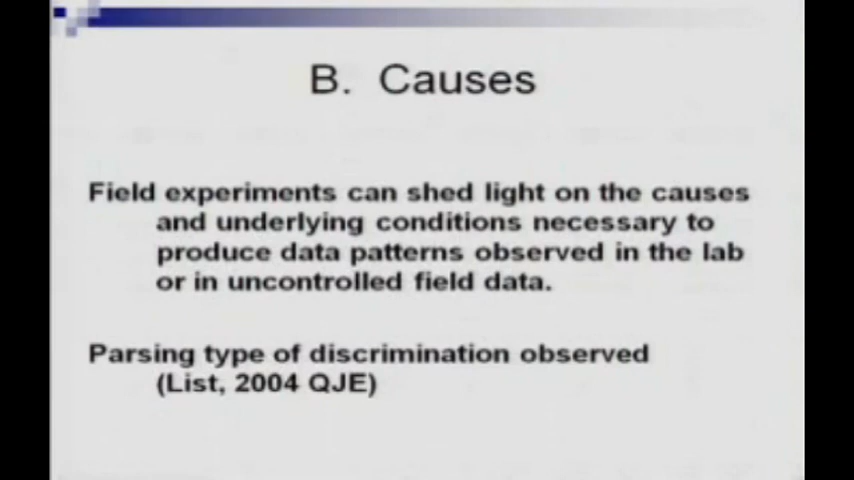 B. Causes
Field experiments can shed light on the causes
and underlying conditions necessary to
produce data patterns observed in the lab
or in uncontrolled field data.
Parsing type of discrimination observed
(List, 2004 QJE)